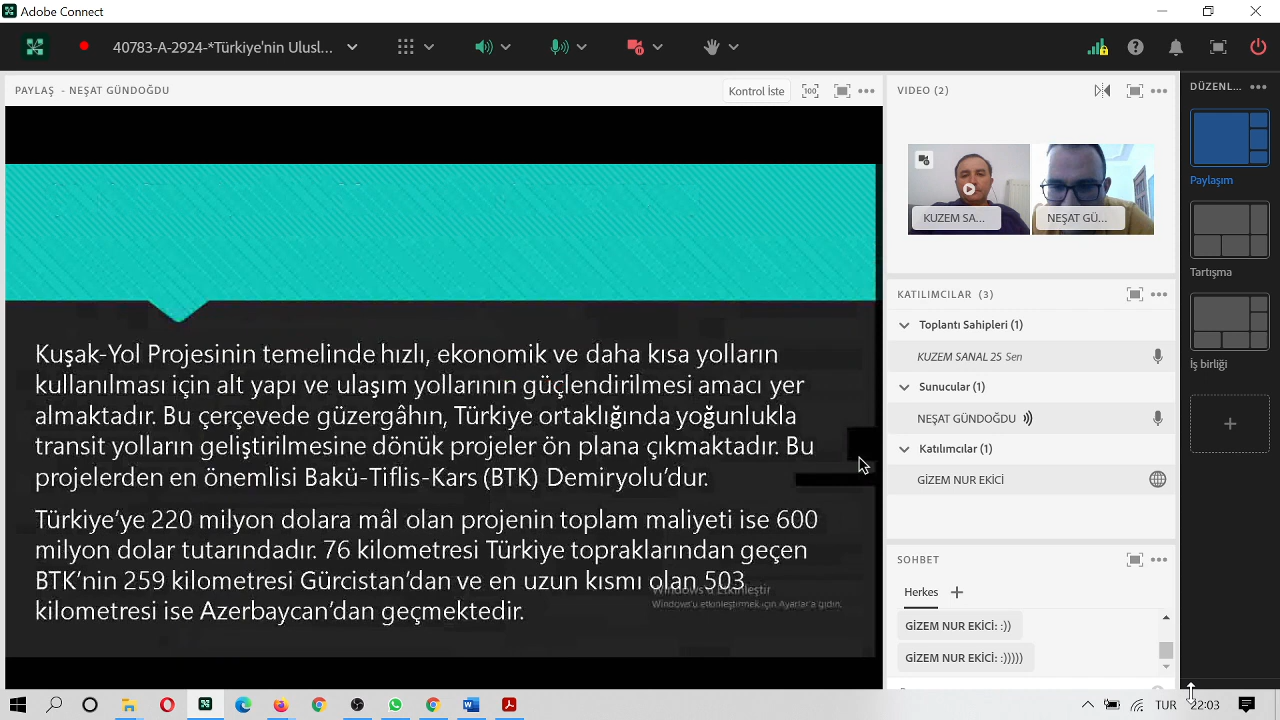 Adobe Connect
40783-A-2924-*Türkiye'nin Ulusl...
PAYLAŞ - NEŞAT GÜNDOĞDU
Kontrol İste
100
VIDEO (2)
DÜZENL...
KUZEM SA...
NEŞAT GÜ...
Paylaşım
Tartışma
İş birliği
KATILIMCILAR (3)
Toplantı Sahipleri (1)
KUZEM SANAL 25 Sen
Sunucular (1)
NEŞAT GÜNDOĞDU
Katılımcılar (1)
GİZEM NUR EKİCİ
SOHBET
Herkes
GİZEM NUR EKİCİ: :))
GİZEM NUR EKİCİ: :)))))
Kuşak-Yol Projesinin temelinde hızlı, ekonomik ve daha kısa yolların
kullanılması için alt yapı ve ulaşım yollarının güçlendirilmesi amacı yer
almaktadır. Bu çerçevede güzergâhın, Türkiye ortaklığında yoğunlukla
transit yolların geliştirilmesine dönük projeler ön plana çıkmaktadır. Bu
projelerden en önemlisi Bakü-Tiflis-Kars (BTK) Demiryolu'dur.
Türkiye'ye 220 milyon dolara mâl olan projenin toplam maliyeti ise 600
milyon dolar tutarındadır. 76 kilometresi Türkiye topraklarından geçen
BTK'nin 259 kilometresi Gürcistan'dan ve en uzun kısmı olan 503
kilometresi ise Azerbaycan'dan geçmektedir.
Windows'u Etkinleştir
Windows'u etkinleştirmek için Ayarlar'a gidin.
TUR
22:03